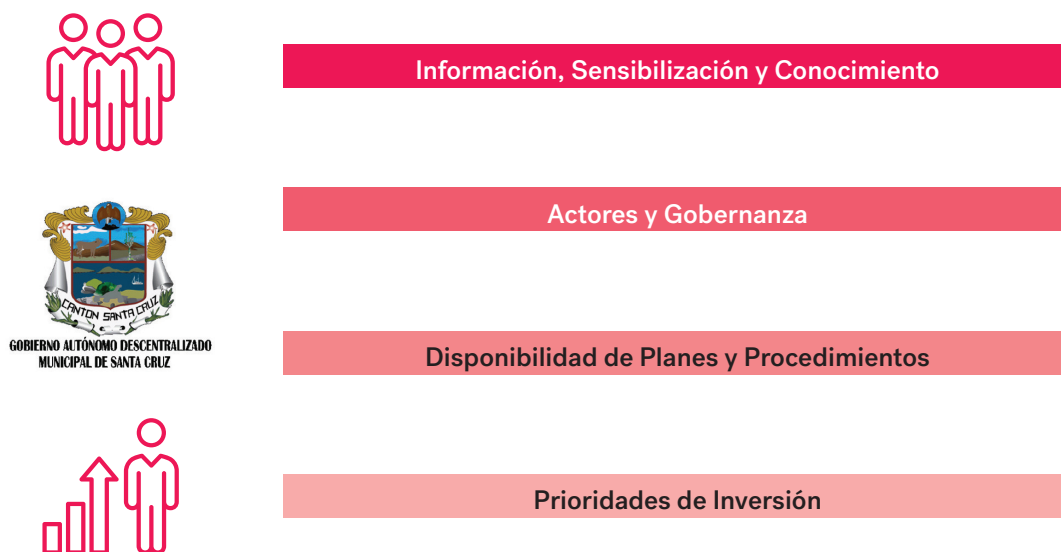 Información, Sensibilización y Conocimiento
Actores y Gobernanza
CANTON SANTA CRUZ
GOBIERNO AUTÓNOMO DESCENTRALIZADO
MUNICIPAL DE SANTA CRUZ
Disponibilidad de Planes y Procedimientos
Prioridades de Inversión